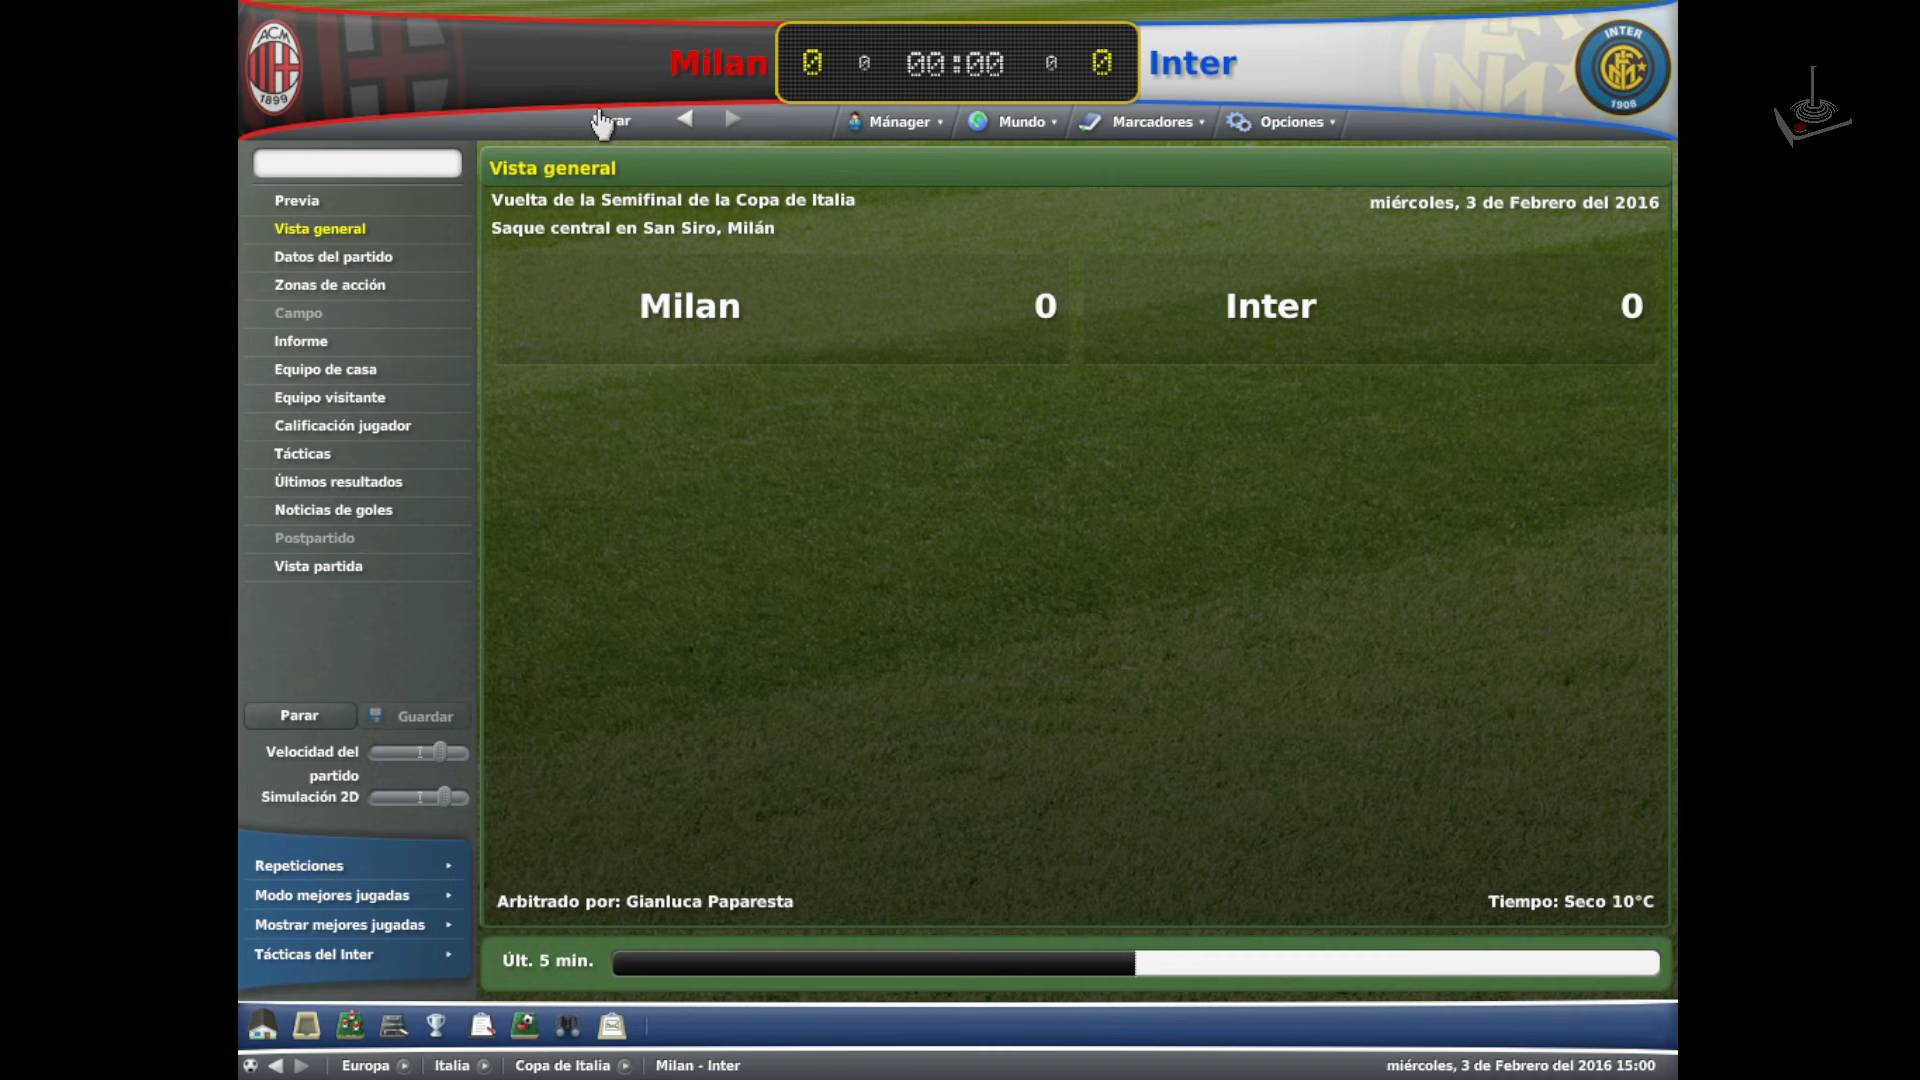 ACM
1899
Milan 0 0 00:00 0 0 Inter
INTER
1908
Mánager
Mundo
Marcadores
Opciones
Vista general
Vuelta de la Semifinal de la Copa de Italia
miércoles, 3 de Febrero del 2016
Saque central en San Siro, Milán
Milan 0 Inter 0
Previa
Vista general
Datos del partido
Zonas de acción
Campo
Informe
Equipo de casa
Equipo visitante
Calificación jugador
Tácticas
Últimos resultados
Noticias de goles
Postpartido
Vista partida
Parar
Guardar
Velocidad del
partido
Simulación 2D
Repeticiones
Modo mejores jugadas
Mostrar mejores jugadas
Tácticas del Inter
Arbitrado por: Gianluca Paparesta
Tiempo: Seco 10°C
Últ. 5 min.
Europa
Italia
Copa de Italia
Milan - Inter
miércoles, 3 de Febrero del 2016 15:00